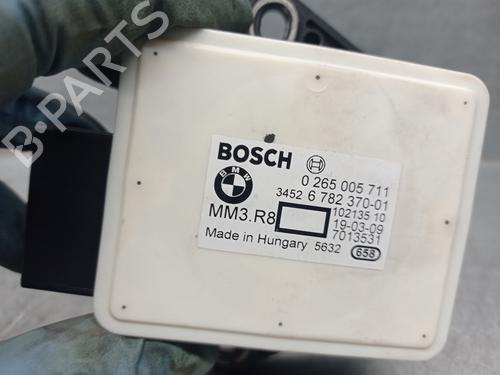 B-PARTS
BOSCH
BMW
0 265 005 711
3452 6 782 370-01
MM3.R8
102135 10
19-03-09
7013531
Made in Hungary 5632
658